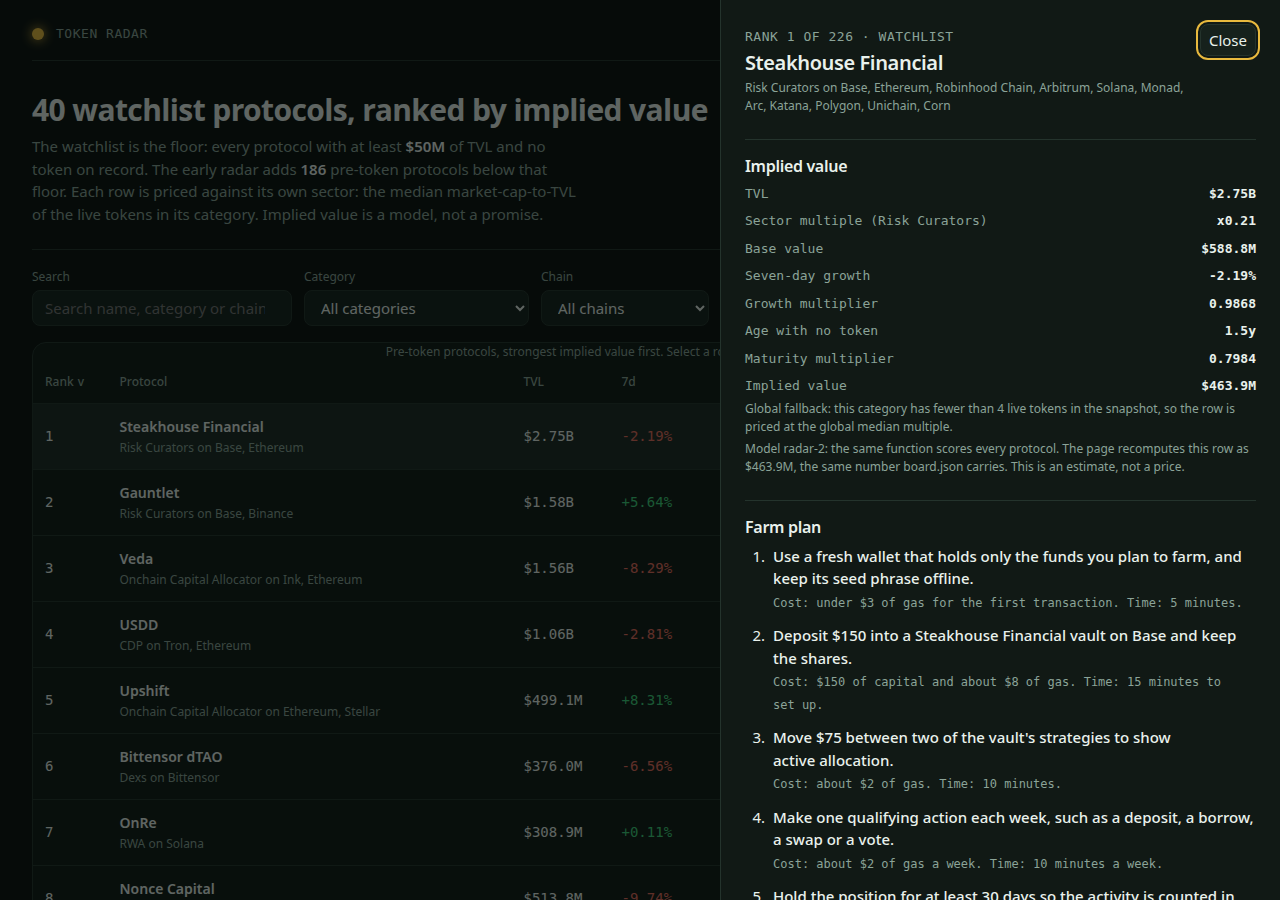 TOKEN RADAR
40 watchlist protocols, ranked by implied value
The watchlist is the floor: every protocol with at least $50M of TVL and no
token on record. The early radar adds 186 pre-token protocols below that
floor. Each row is priced against its own sector: the median market-cap-to-TVL
of the live tokens in its category. Implied value is a model, not a promise.
Search
Category
Chain
Search name, category or chain
All categories
All chains
Pre-token protocols, strongest implied value first. Select a
Rank v
Protocol
TVL
7d
1
Steakhouse Financial
Risk Curators on Base, Ethereum
$2.75B
-2.19%
2
Gauntlet
Risk Curators on Base, Binance
$1.58B
+5.64%
3
Veda
Onchain Capital Allocator on Ink, Ethereum
$1.56B
-8.29%
4
USDD
CDP on Tron, Ethereum
$1.06B
-2.81%
5
Upshift
Onchain Capital Allocator on Ethereum, Stellar
$499.1M
+8.31%
6
Bittensor dTAO
Dexs on Bittensor
$376.0M
-6.56%
7
OnRe
RWA on Solana
$308.9M
+0.11%
8
Nonce Capital
$513.8M
-9.74%
RANK 1 OF 226 · WATCHLIST
Close
Steakhouse Financial
Risk Curators on Base, Ethereum, Robinhood Chain, Arbitrum, Solana, Monad,
Arc, Katana, Polygon, Unichain, Corn
Implied value
TVL $2.75B
Sector multiple (Risk Curators) x0.21
Base value $588.8M
Seven-day growth -2.19%
Growth multiplier 0.9868
Age with no token 1.5y
Maturity multiplier 0.7984
Implied value $463.9M
Global fallback: this category has fewer than 4 live tokens in the snapshot, so the row is
priced at the global median multiple.
Model radar-2: the same function scores every protocol. The page recomputes this row as
$463.9M, the same number board.json carries. This is an estimate, not a price.
Farm plan
1. Use a fresh wallet that holds only the funds you plan to farm, and
keep its seed phrase offline.
Cost: under $3 of gas for the first transaction. Time: 5 minutes.
2. Deposit $150 into a Steakhouse Financial vault on Base and keep
the shares.
Cost: $150 of capital and about $8 of gas. Time: 15 minutes to
set up.
3. Move $75 between two of the vault's strategies to show
active allocation.
Cost: about $2 of gas. Time: 10 minutes.
4. Make one qualifying action each week, such as a deposit, a borrow,
a swap or a vote.
Cost: about $2 of gas a week. Time: 10 minutes a week.
5. Hold the position for at least 30 days so the activity is counted in